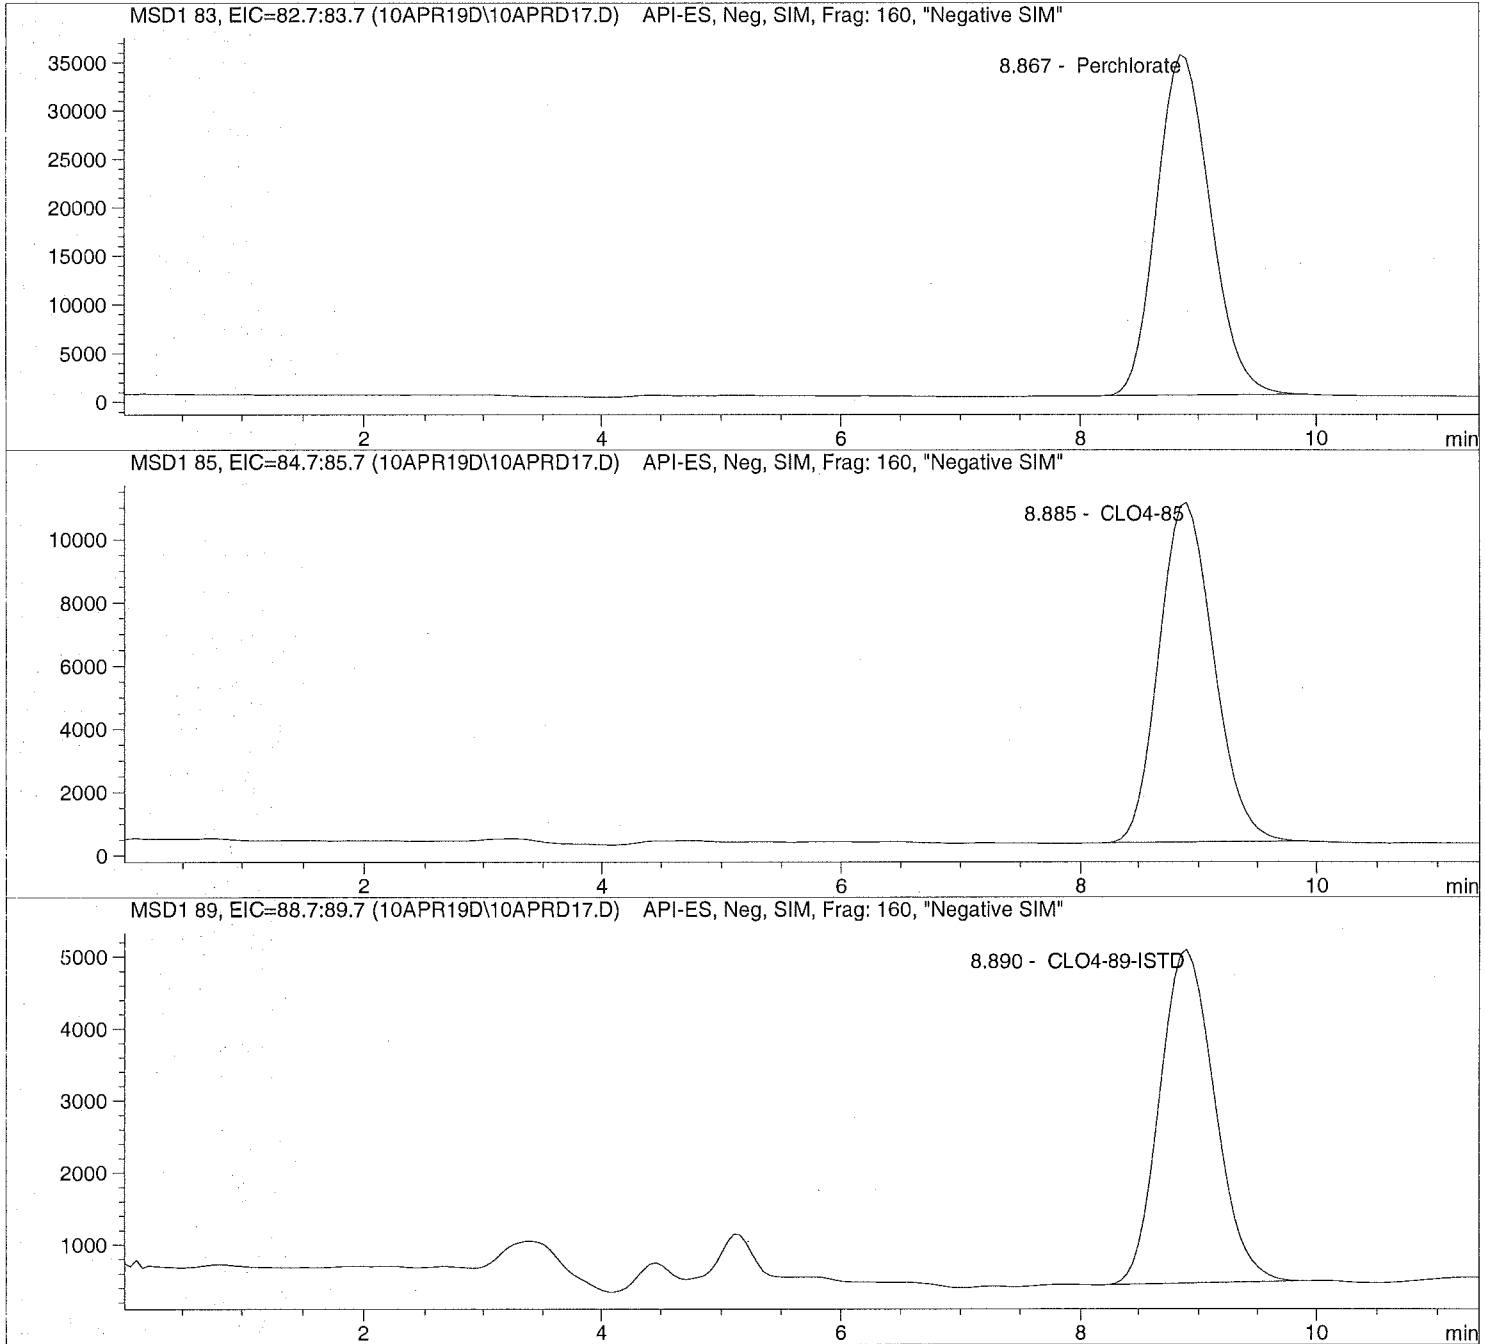 MSD1 83, EIC=82.7:83.7 (10APR19D\10APRD17.D) API-ES, Neg, SIM, Frag: 160, "Negative SIM"
8.867 - Perchlorate
35000
30000
25000
20000
15000
10000
5000
0
2 4 6 8 10 min
MSD1 85, EIC=84.7:85.7 (10APR19D\10APRD17.D) API-ES, Neg, SIM, Frag: 160, "Negative SIM"
8.885 - CLO4-85
10000
8000
6000
4000
2000
0
2 4 6 8 10 min
MSD1 89, EIC=88.7:89.7 (10APR19D\10APRD17.D) API-ES, Neg, SIM, Frag: 160, "Negative SIM"
8.890 - CLO4-89-ISTD
5000
4000
3000
2000
1000
2 4 6 8 10 min